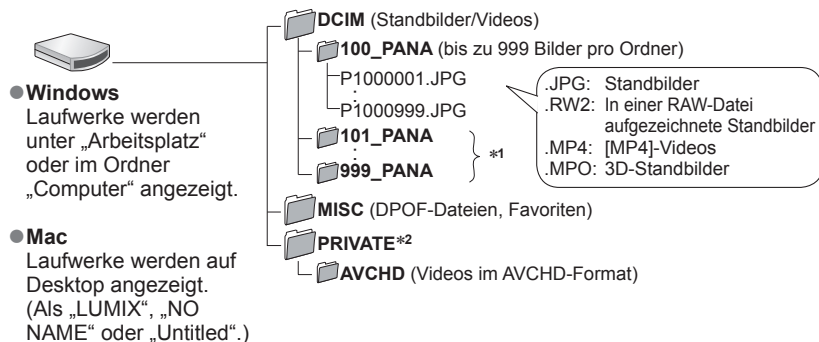 ●Windows
Laufwerke werden
unter „Arbeitsplatz“
oder im Ordner
„Computer“ angezeigt.
●Mac
Laufwerke werden auf
Desktop angezeigt.
(Als „LUMIX“, „NO
NAME“ oder „Untitled“.)
DCIM (Standbilder/Videos)
100_PANA (bis zu 999 Bilder pro Ordner)
P1000001.JPG
:
P1000999.JPG
101_PANA
:
999_PANA
*1
.JPG: Standbilder
.RW2: In einer RAW-Datei
aufgezeichnete Standbilder
.MP4: [MP4]-Videos
.MPO: 3D-Standbilder
MISC (DPOF-Dateien, Favoriten)
PRIVATE*2
AVCHD (Videos im AVCHD-Format)